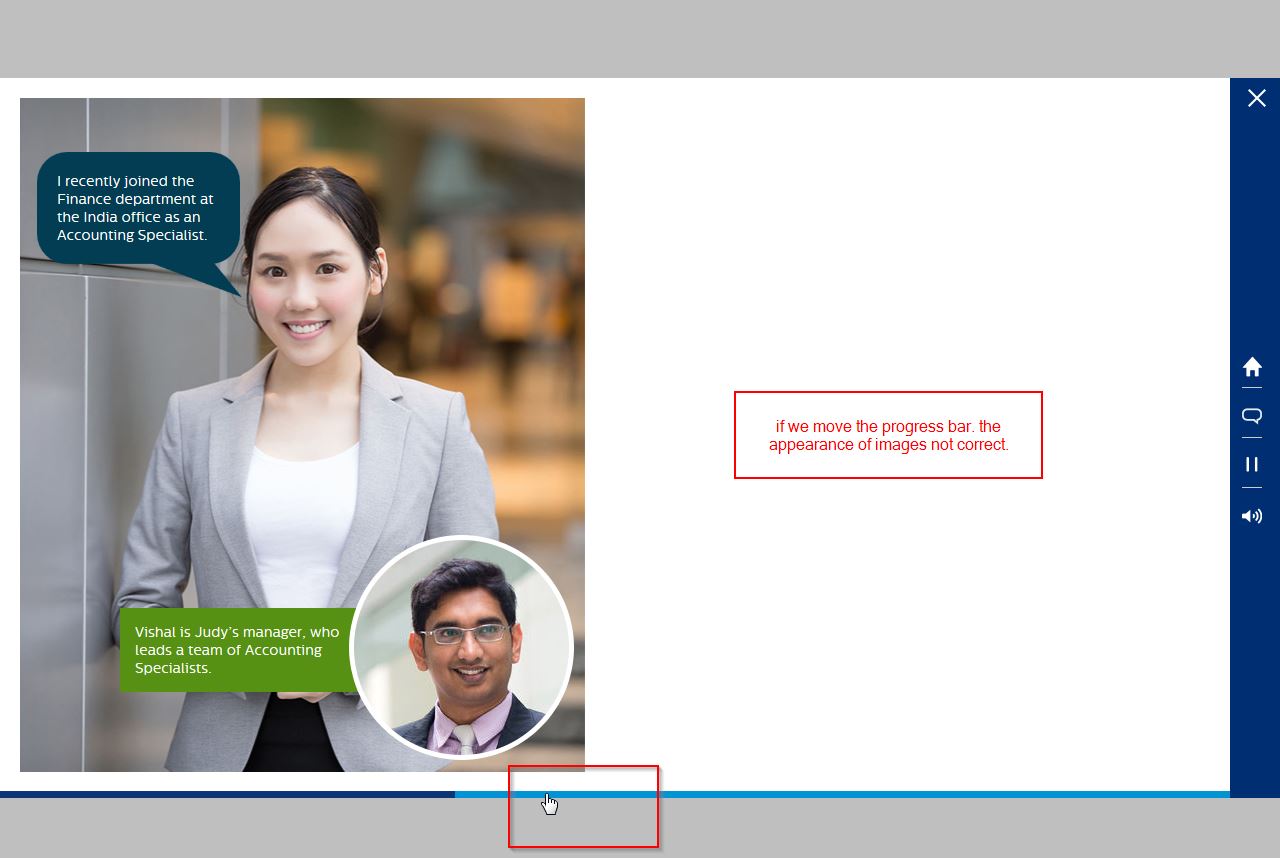 I recently joined the
Finance department at
the India office as an
Accounting Specialist.
if we move the progress bar. the
appearance of images not correct.
Vishal is Judy’s manager, who
leads a team of Accounting
Specialists.